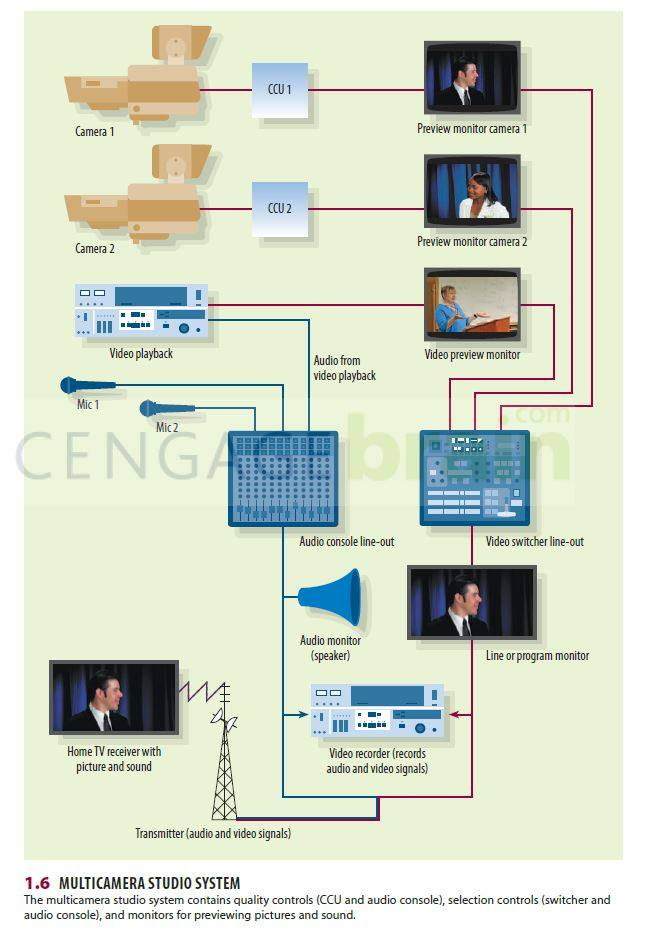 CCU 1
Camera 1
Preview monitor camera 1
CCU 2
Camera 2
Preview monitor camera 2
Video playback
Audio from
video playback
Video preview monitor
Mic 1
Mic 2
CENGAGEbrain.com
Audio console line-out
Video switcher line-out
Audio monitor
(speaker)
Line or program monitor
Home TV receiver with
picture and sound
Video recorder (records
audio and video signals)
Transmitter (audio and video signals)
1.6 MULTICAMERA STUDIO SYSTEM
The multicamera studio system contains quality controls (CCU and audio console), selection controls (switcher and
audio console), and monitors for previewing pictures and sound.